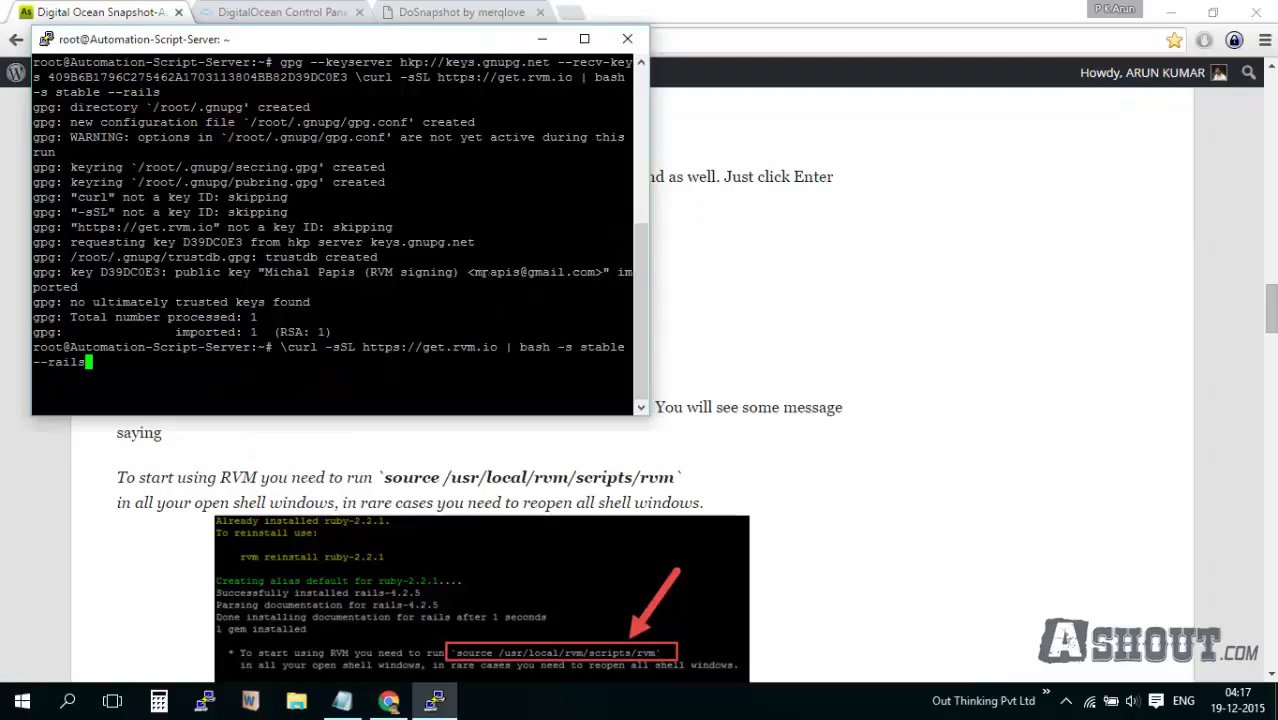 Digital Ocean Snapshot-A
DigitalOcean Control Pane
DoSnapshot by merqlove
P K Arun
root@Automation-Script-Server: ~
Howdy, ARUN KUMAR
root@Automation-Script-Server:~# gpg --keyserver hkp://keys.gnupg.net --recv-key
s 409B6B1796C275462A1703113804BB82D39DC0E3 \curl -sSL https://get.rvm.io | bash
-s stable --rails
gpg: directory `/root/.gnupg' created
gpg: new configuration file `/root/.gnupg/gpg.conf' created
gpg: WARNING: options in `/root/.gnupg/gpg.conf' are not yet active during this
run
gpg: keyring `/root/.gnupg/secring.gpg' created
gpg: keyring `/root/.gnupg/pubring.gpg' created
gpg: "curl" not a key ID: skipping
gpg: "-sSL" not a key ID: skipping
gpg: "https://get.rvm.io" not a key ID: skipping
gpg: requesting key D39DC0E3 from hkp server keys.gnupg.net
gpg: /root/.gnupg/trustdb.gpg: trustdb created
gpg: key D39DC0E3: public key "Michal Papis (RVM signing) <mpapis@gmail.com>" im
ported
gpg: no ultimately trusted keys found
gpg: Total number processed: 1
gpg: imported: 1 (RSA: 1)
root@Automation-Script-Server:~# \curl -sSL https://get.rvm.io | bash -s stable
--rails
nd as well. Just click Enter
You will see some message
saying
To start using RVM you need to run `source /usr/local/rvm/scripts/rvm`
in all your open shell windows, in rare cases you need to reopen all shell windows.
Already installed ruby-2.2.1.
To reinstall use:
rvm reinstall ruby-2.2.1
Creating alias default for ruby-2.2.1....
Successfully installed rails-4.2.5
Parsing documentation for rails-4.2.5
Done installing documentation for rails after 1 seconds
1 gem installed
* To start using RVM you need to run `source /usr/local/rvm/scripts/rvm`
in all your open shell windows, in rare cases you need to reopen all shell windows.
ASHOUT.COM
Out Thinking Pvt Ltd
ENG
04:17
19-12-2015